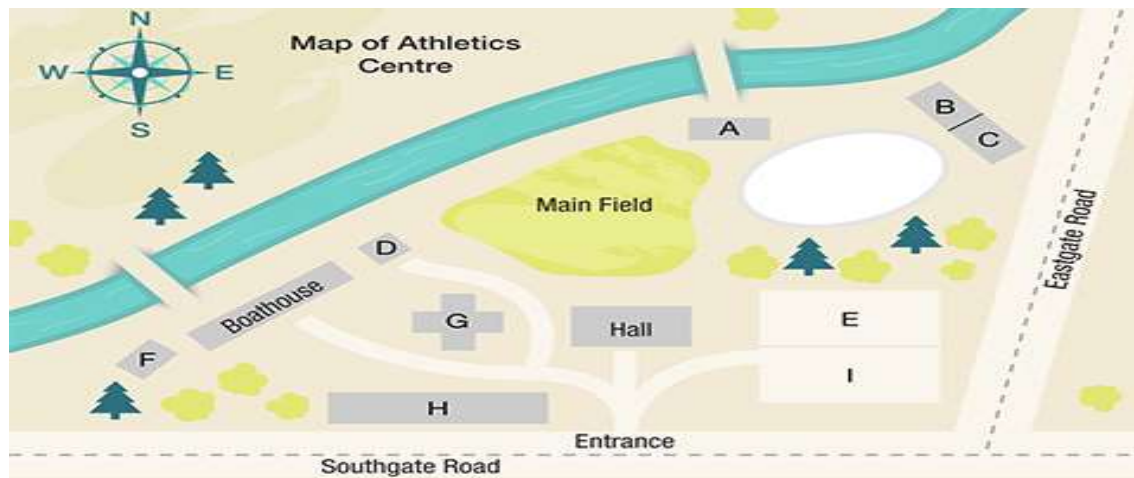 N
Map of Athletics
Centre
W
E
S
A
B
C
Main Field
D
Eastgate Road
Boathouse
G
Hall
E
F
I
H
Entrance
Southgate Road